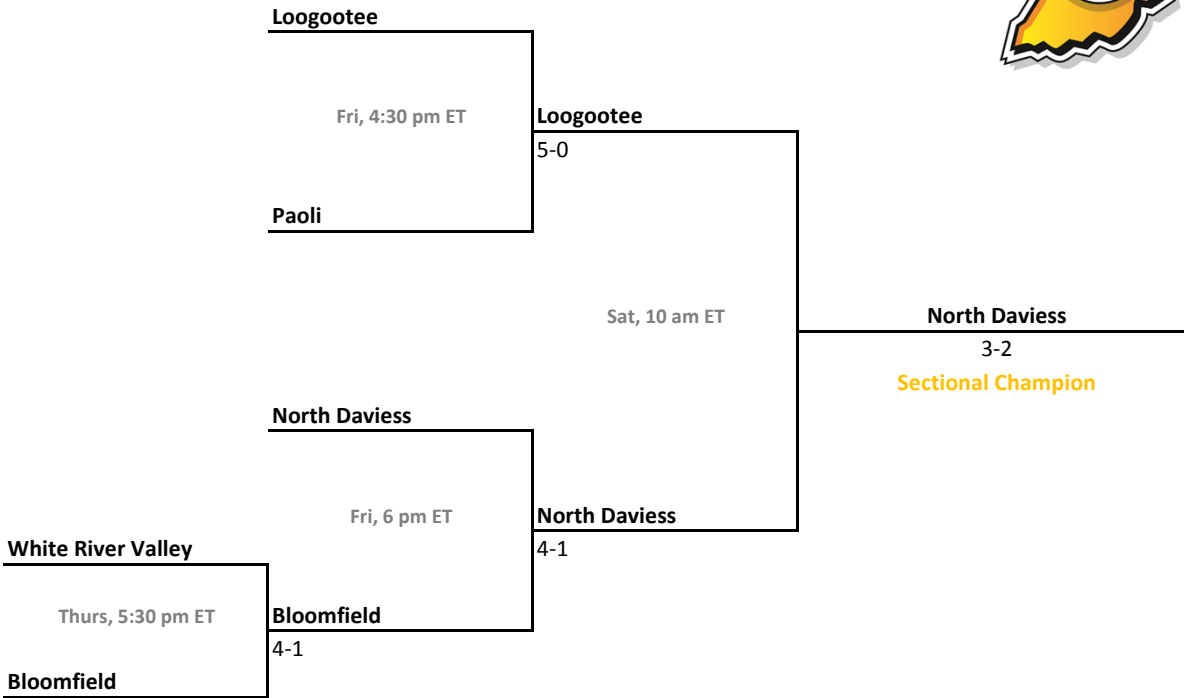 Loogootee
Fri, 4:30 pm ET
Loogootee
5-0
Paoli
Sat, 10 am ET
North Daviess
3-2
Sectional Champion
North Daviess
Fri, 6 pm ET
North Daviess
4-1
White River Valley
Thurs, 5:30 pm ET
Bloomfield
4-1
Bloomfield